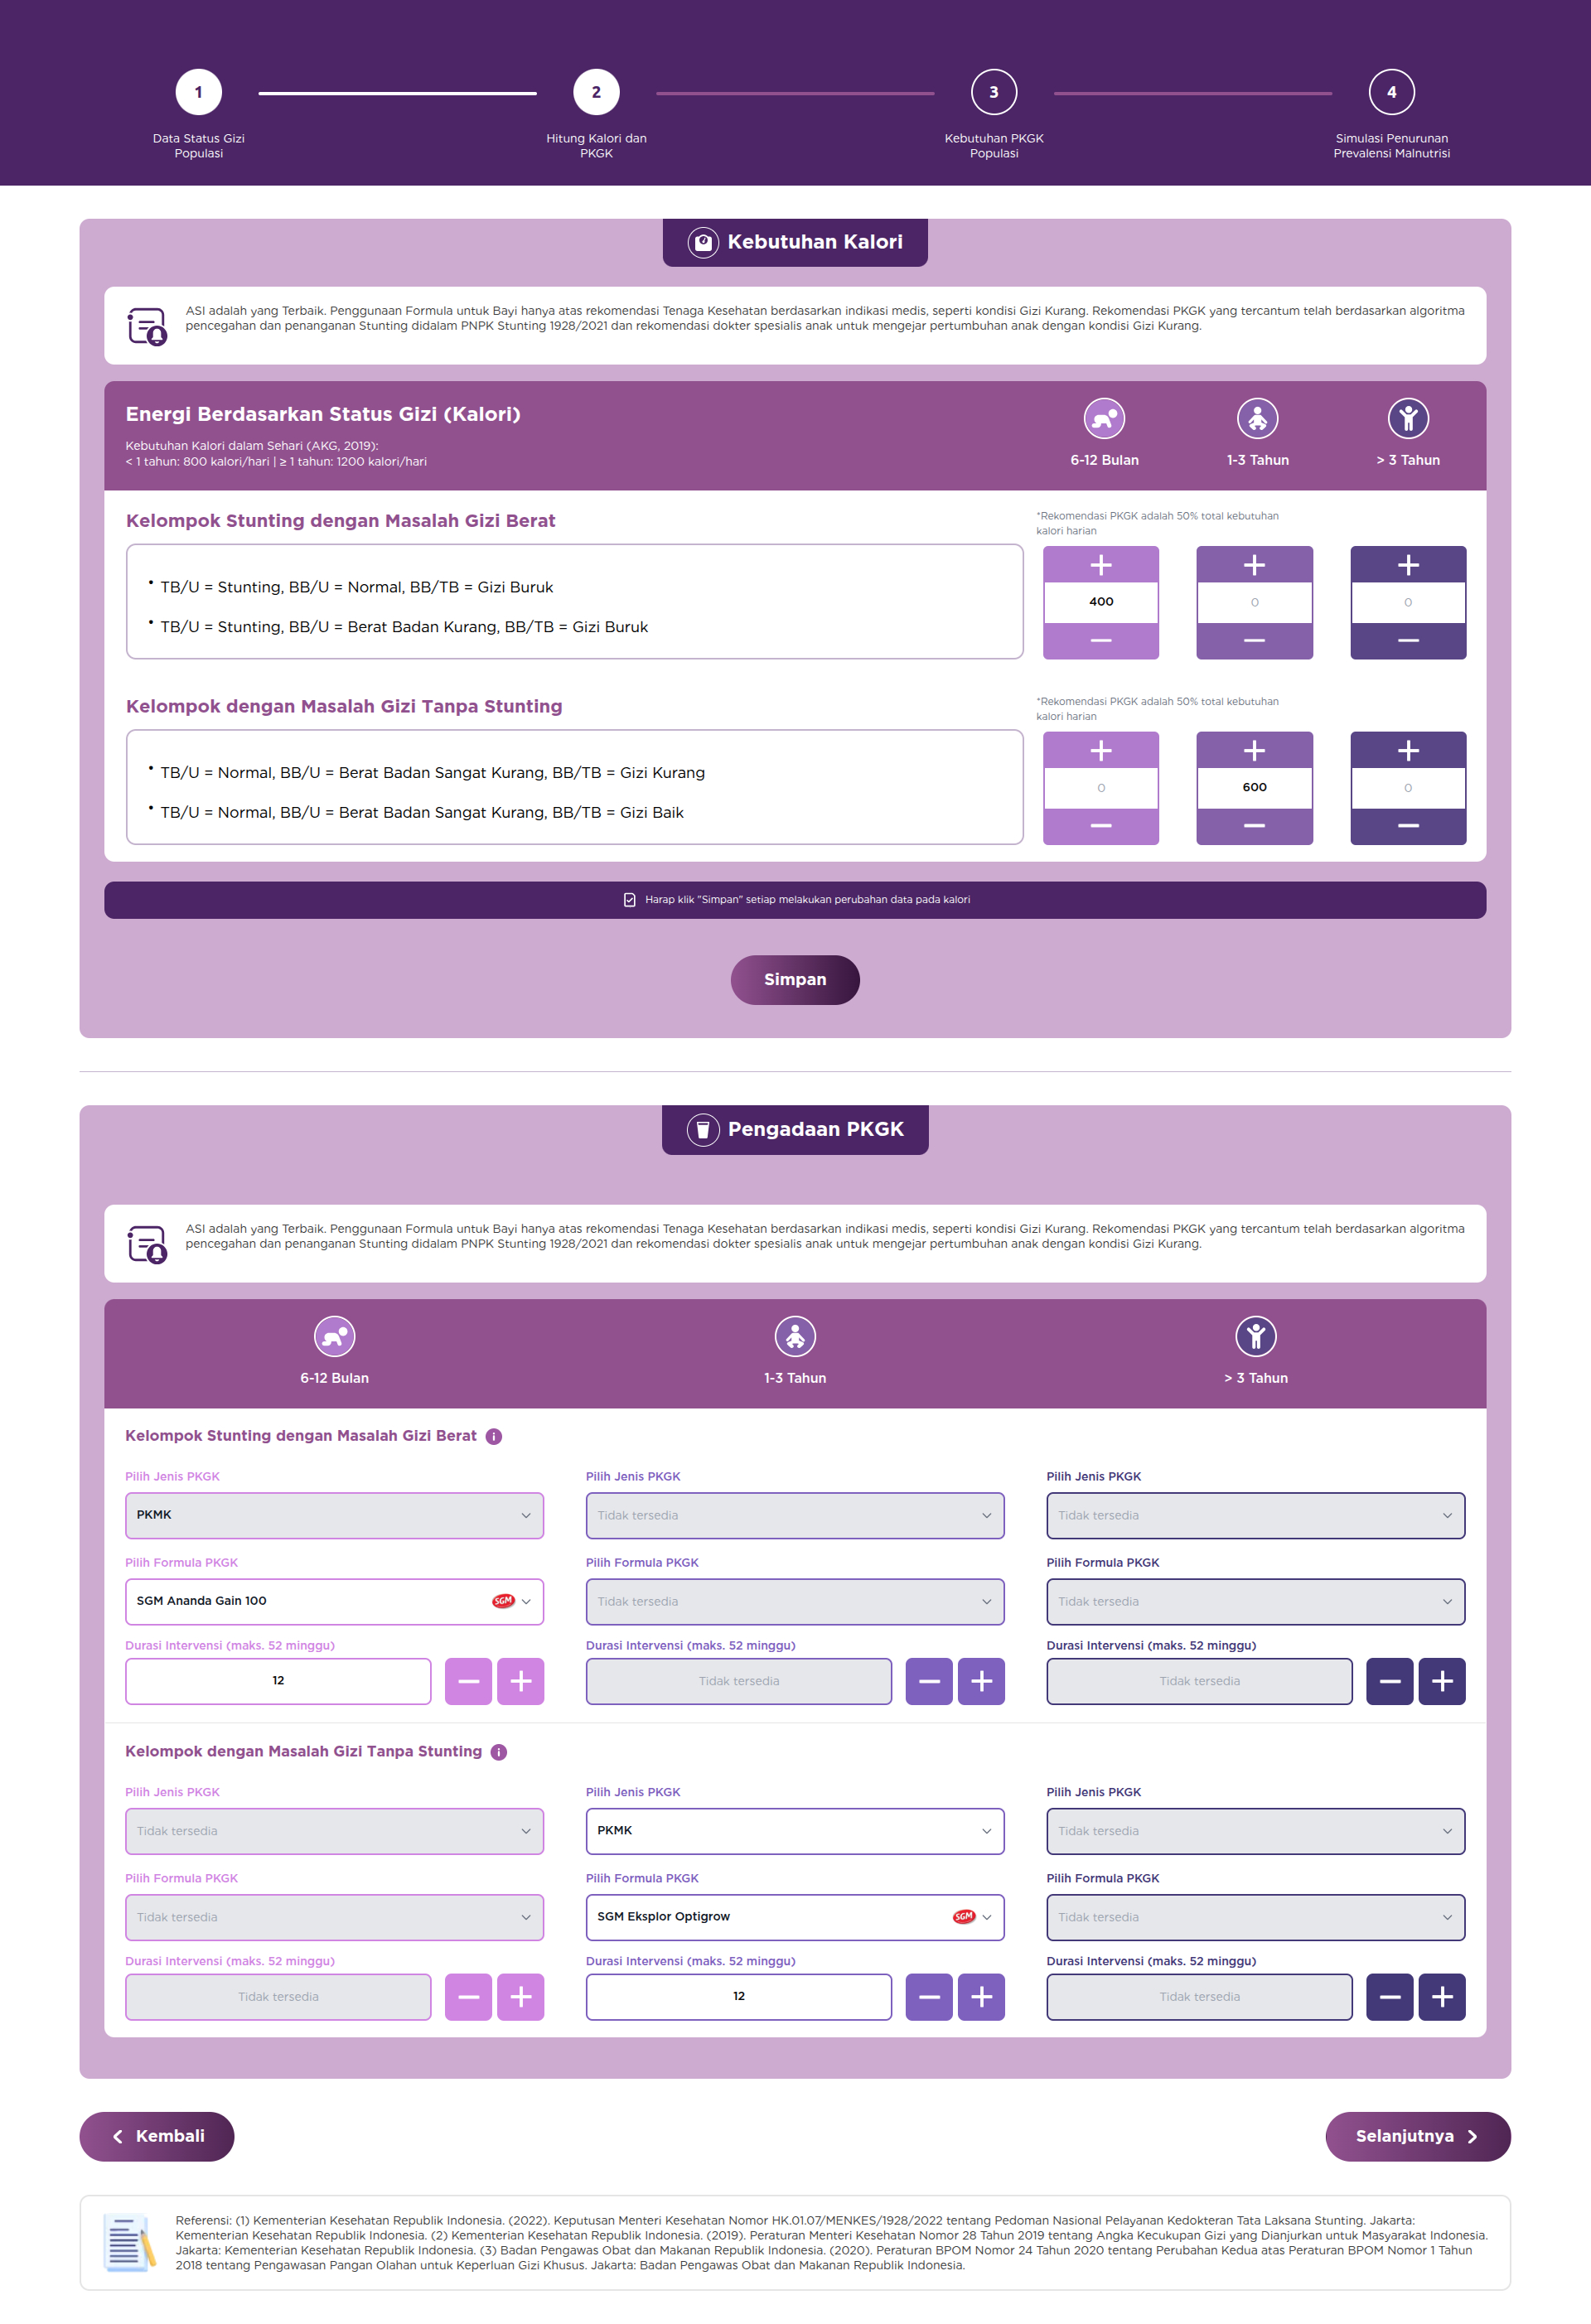 1
2
3
4
Data Status Gizi
Populasi
Hitung Kalori dan
PKGK
Kebutuhan PKGK
Populasi
Simulasi Penurunan
Prevalensi Malnutrisi
Kebutuhan Kalori
ASI adalah yang Terbaik. Penggunaan Formula untuk Bayi hanya atas rekomendasi Tenaga Kesehatan berdasarkan indikasi medis, seperti kondisi Gizi Kurang. Rekomendasi PKGK yang tercantum telah berdasarkan algoritma
pencegahan dan penanganan Stunting didalam PNPK Stunting 1928/2021 dan rekomendasi dokter spesialis anak untuk mengejar pertumbuhan anak dengan kondisi Gizi Kurang.
Energi Berdasarkan Status Gizi (Kalori)
Kebutuhan Kalori dalam Sehari (AKG, 2019):
< 1 tahun: 800 kalori/hari | ≥ 1 tahun: 1200 kalori/hari
6-12 Bulan
1-3 Tahun
> 3 Tahun
Kelompok Stunting dengan Masalah Gizi Berat
*Rekomendasi PKGK adalah 50% total kebutuhan
kalori harian
• TB/U = Stunting, BB/U = Normal, BB/TB = Gizi Buruk
• TB/U = Stunting, BB/U = Berat Badan Kurang, BB/TB = Gizi Buruk
400
0
0
Kelompok dengan Masalah Gizi Tanpa Stunting
*Rekomendasi PKGK adalah 50% total kebutuhan
kalori harian
• TB/U = Normal, BB/U = Berat Badan Sangat Kurang, BB/TB = Gizi Kurang
• TB/U = Normal, BB/U = Berat Badan Sangat Kurang, BB/TB = Gizi Baik
0
600
0
Harap klik "Simpan" setiap melakukan perubahan data pada kalori
Simpan
Pengadaan PKGK
ASI adalah yang Terbaik. Penggunaan Formula untuk Bayi hanya atas rekomendasi Tenaga Kesehatan berdasarkan indikasi medis, seperti kondisi Gizi Kurang. Rekomendasi PKGK yang tercantum telah berdasarkan algoritma
pencegahan dan penanganan Stunting didalam PNPK Stunting 1928/2021 dan rekomendasi dokter spesialis anak untuk mengejar pertumbuhan anak dengan kondisi Gizi Kurang.
6-12 Bulan
1-3 Tahun
> 3 Tahun
Kelompok Stunting dengan Masalah Gizi Berat
Pilih Jenis PKGK
Pilih Jenis PKGK
Pilih Jenis PKGK
PKMK
Tidak tersedia
Tidak tersedia
Pilih Formula PKGK
Pilih Formula PKGK
Pilih Formula PKGK
SGM Ananda Gain 100
SGM
Tidak tersedia
Tidak tersedia
Durasi Intervensi (maks. 52 minggu)
Durasi Intervensi (maks. 52 minggu)
Durasi Intervensi (maks. 52 minggu)
12
Tidak tersedia
Tidak tersedia
Kelompok dengan Masalah Gizi Tanpa Stunting
Pilih Jenis PKGK
Pilih Jenis PKGK
Pilih Jenis PKGK
Tidak tersedia
PKMK
Tidak tersedia
Pilih Formula PKGK
Pilih Formula PKGK
Pilih Formula PKGK
Tidak tersedia
SGM Eksplor Optigrow
SGM
Tidak tersedia
Durasi Intervensi (maks. 52 minggu)
Durasi Intervensi (maks. 52 minggu)
Durasi Intervensi (maks. 52 minggu)
Tidak tersedia
12
Tidak tersedia
Kembali
Selanjutnya
Referensi: (1) Kementerian Kesehatan Republik Indonesia. (2022). Keputusan Menteri Kesehatan Nomor HK.01.07/MENKES/1928/2022 tentang Pedoman Nasional Pelayanan Kedokteran Tata Laksana Stunting. Jakarta:
Kementerian Kesehatan Republik Indonesia. (2) Kementerian Kesehatan Republik Indonesia. (2019). Peraturan Menteri Kesehatan Nomor 28 Tahun 2019 tentang Angka Kecukupan Gizi yang Dianjurkan untuk Masyarakat Indonesia.
Jakarta: Kementerian Kesehatan Republik Indonesia. (3) Badan Pengawas Obat dan Makanan Republik Indonesia. (2020). Peraturan BPOM Nomor 24 Tahun 2020 tentang Perubahan Kedua atas Peraturan BPOM Nomor 1 Tahun
2018 tentang Pengawasan Pangan Olahan untuk Keperluan Gizi Khusus. Jakarta: Badan Pengawas Obat dan Makanan Republik Indonesia.